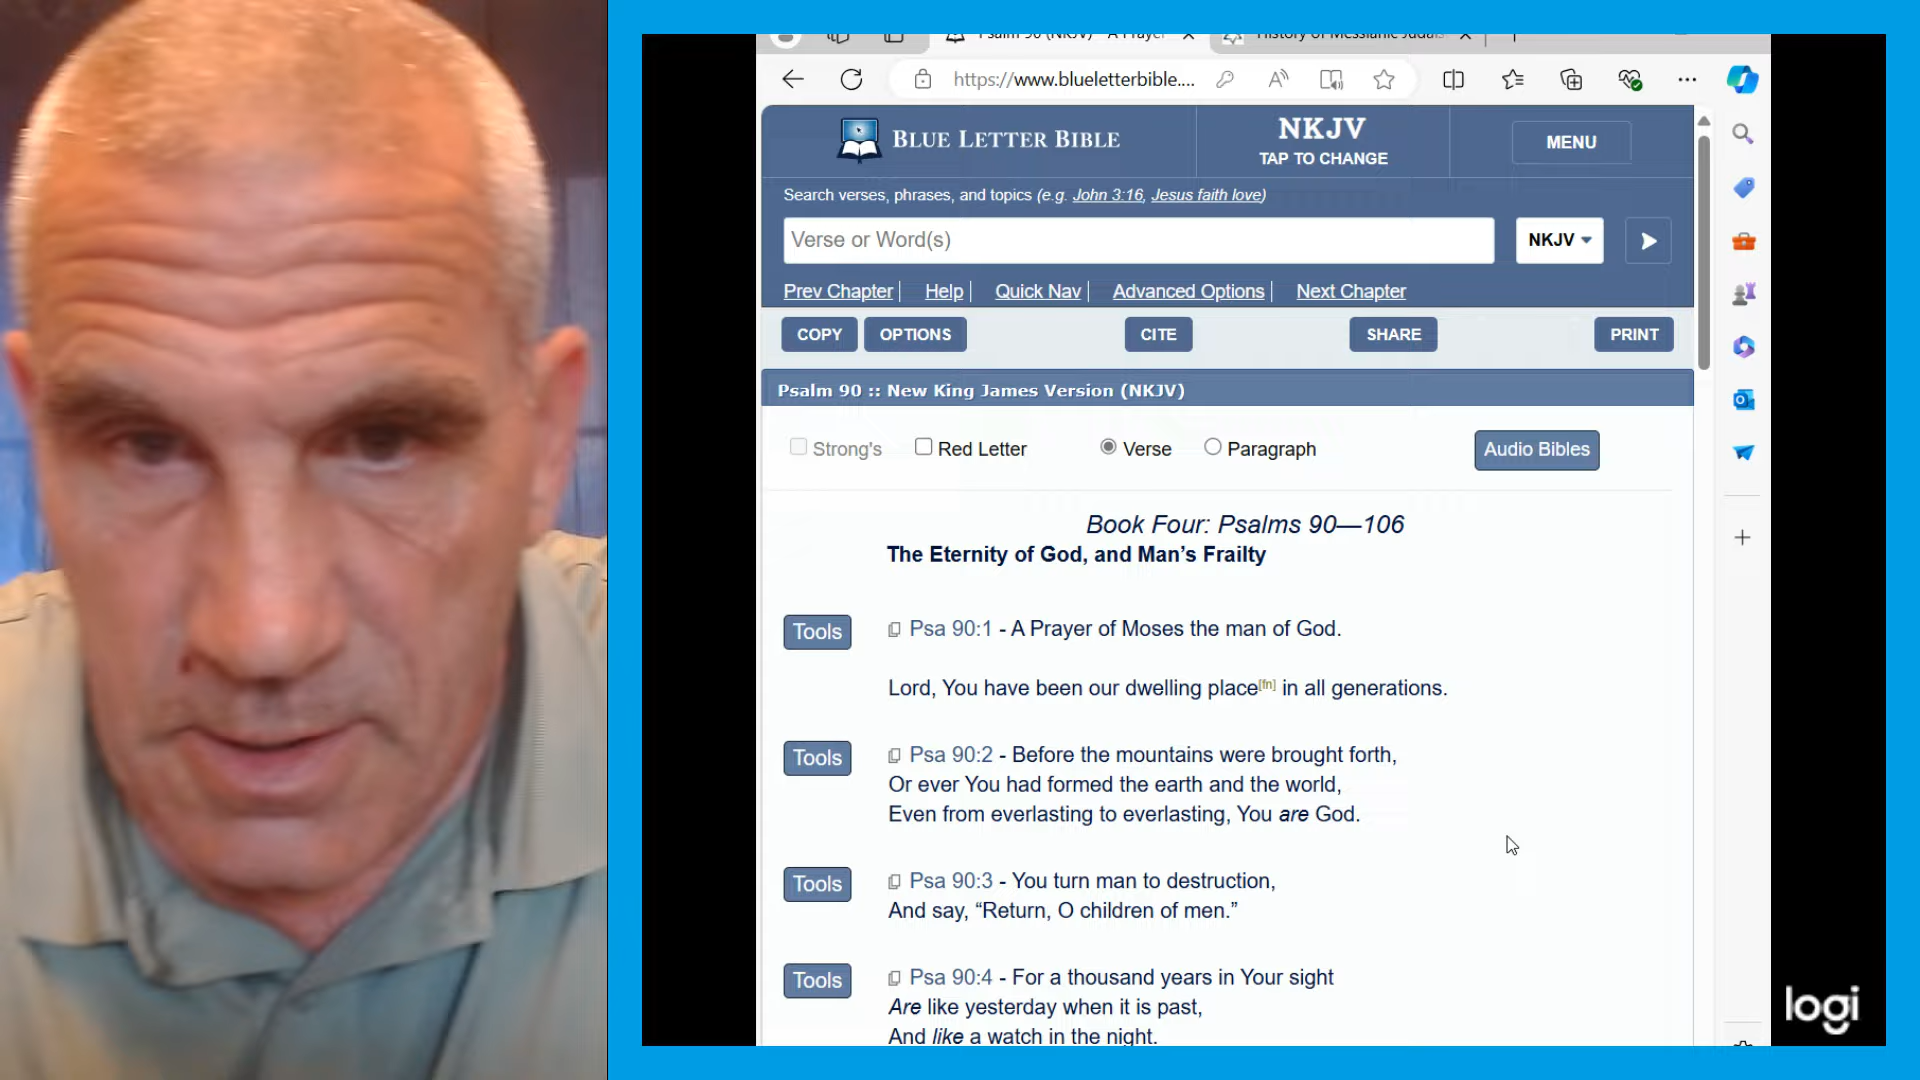 Psalm 90 (NKJV) - A Prayer
History of Messianic Judais
https://www.blueletterbible....
BLUE LETTER BIBLE
NKJV
TAP TO CHANGE
MENU
Search verses, phrases, and topics (e.g. John 3:16, Jesus faith love)
Verse or Word(s)
NKJV
Prev Chapter
Help
Quick Nav
Advanced Options
Next Chapter
COPY
OPTIONS
CITE
SHARE
PRINT
Psalm 90 :: New King James Version (NKJV)
Strong's
Red Letter
Verse
Paragraph
Audio Bibles
Book Four: Psalms 90—106
The Eternity of God, and Man’s Frailty
Tools
Psa 90:1 - A Prayer of Moses the man of God.
Lord, You have been our dwelling place[fn] in all generations.
Tools
Psa 90:2 - Before the mountains were brought forth,
Or ever You had formed the earth and the world,
Even from everlasting to everlasting, You are God.
Tools
Psa 90:3 - You turn man to destruction,
And say, “Return, O children of men.”
Tools
Psa 90:4 - For a thousand years in Your sight
Are like yesterday when it is past,
And like a watch in the night.
logi